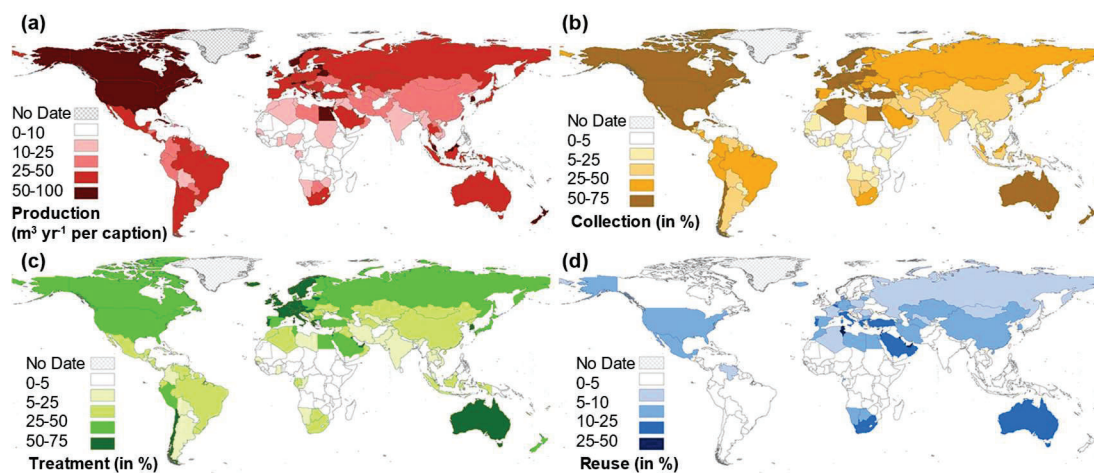 (a)
No Date
0-10
10-25
25-50
50-100
Production
(m³ yr⁻¹ per caption)
(b)
No Date
0-5
5-25
25-50
50-75
Collection (in %)
(c)
No Date
0-5
5-25
25-50
50-75
Treatment (in %)
(d)
No Date
0-5
5-10
10-25
25-50
Reuse (in %)